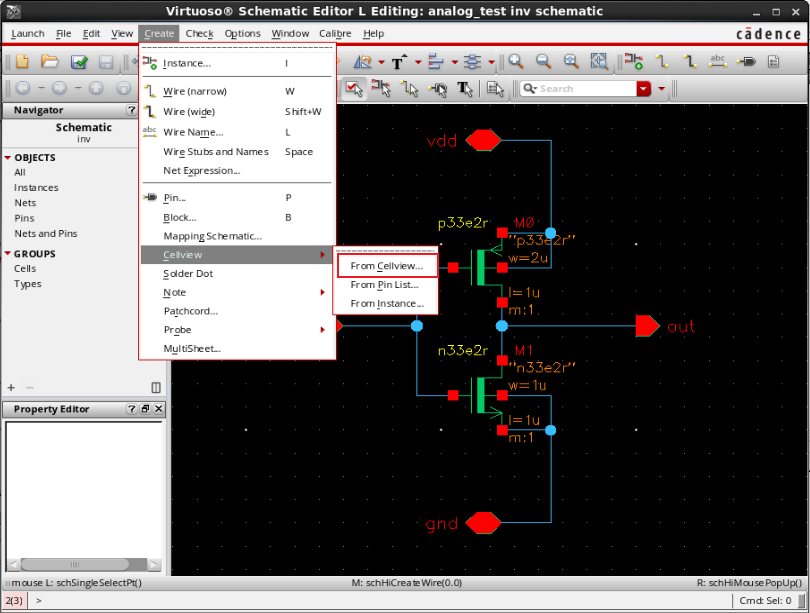 Virtuoso® Schematic Editor L Editing: analog_test inv schematic
Launch File Edit View Create Check Options Window Calibre Help
cādence
Search
Navigator
Schematic
inv
OBJECTS
All
Instances
Nets
Pins
Nets and Pins
GROUPS
Cells
Types
Property Editor
Instance... I
Wire (narrow) W
Wire (wide) Shift+W
abc Wire Name... L
Wire Stubs and Names Space
Net Expression...
Pin... P
Block... B
Mapping Schematic...
Cellview
Solder Dot
Note
Patchcord...
Probe
MultiSheet...
From Cellview...
From Pin List...
From Instance...
vdd
p33e2r M0
"p33e2r"
w=2u
l=1u
m:1
out
n33e2r M1
"n33e2r"
w=1u
l=1u
m:1
gnd
mouse L: schSingleSelectPt() M: schHiCreateWire(0.0) R: schHiMousePopUp()
2(3) > Cmd: Sel: 0